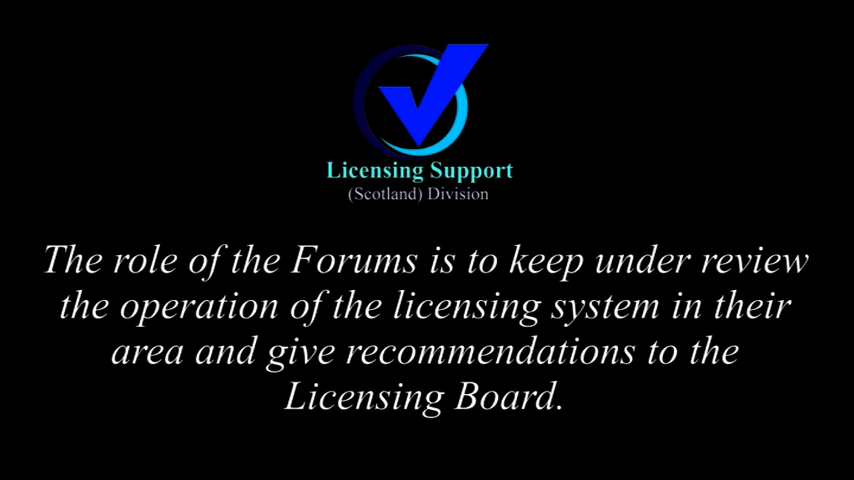 Licensing Support
(Scotland) Division
The role of the Forums is to keep under review
the operation of the licensing system in their
area and give recommendations to the
Licensing Board.